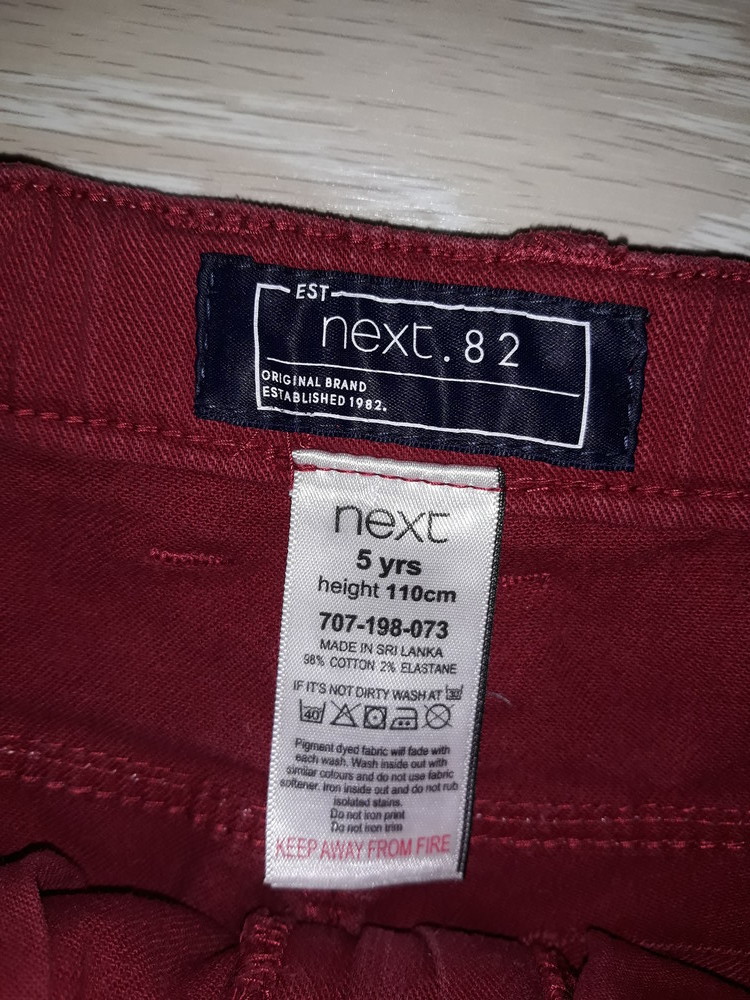 EST
next.82
ORIGINAL BRAND
ESTABLISHED 1982.
next
5 yrs
height 110cm
707-198-073
MADE IN SRI LANKA
98% COTTON 2% ELASTANE
IF IT'S NOT DIRTY WASH AT 30
40
Pigment dyed fabric will fade with
each wash. Wash inside out with
similar colours and do not use fabric
softener. Iron inside out and do not rub
isolated stains.
Do not iron print
Do not iron trim
KEEP AWAY FROM FIRE